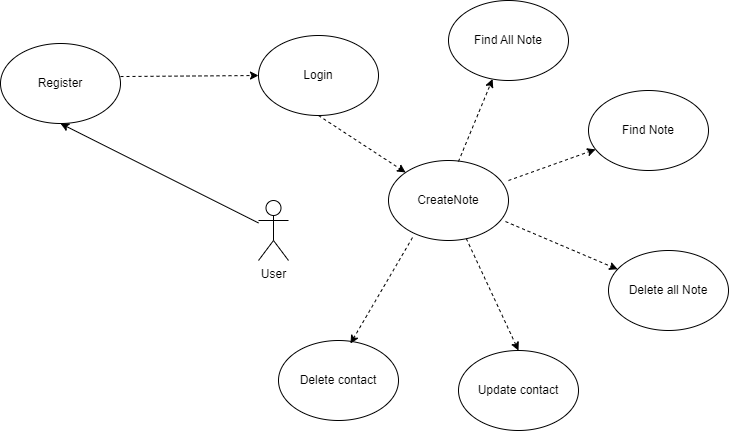 Find All Note
Register
Login
Find Note
CreateNote
User
Delete all Note
Delete contact
Update contact